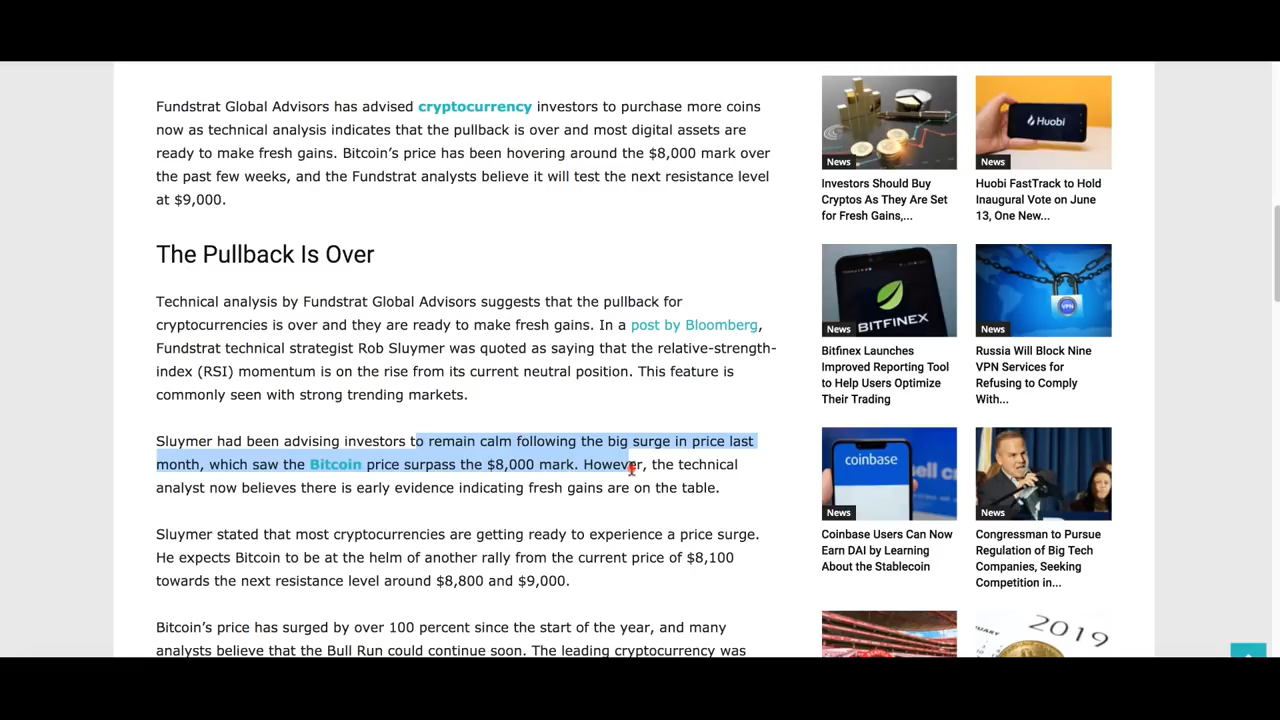 Fundstrat Global Advisors has advised cryptocurrency investors to purchase more coins
now as technical analysis indicates that the pullback is over and most digital assets are
ready to make fresh gains. Bitcoin’s price has been hovering around the $8,000 mark over
the past few weeks, and the Fundstrat analysts believe it will test the next resistance level
at $9,000.
The Pullback Is Over
Technical analysis by Fundstrat Global Advisors suggests that the pullback for
cryptocurrencies is over and they are ready to make fresh gains. In a post by Bloomberg,
Fundstrat technical strategist Rob Sluymer was quoted as saying that the relative-strength-
index (RSI) momentum is on the rise from its current neutral position. This feature is
commonly seen with strong trending markets.
Sluymer had been advising investors to remain calm following the big surge in price last
month, which saw the Bitcoin price surpass the $8,000 mark. However, the technical
analyst now believes there is early evidence indicating fresh gains are on the table.
Sluymer stated that most cryptocurrencies are getting ready to experience a price surge.
He expects Bitcoin to be at the helm of another rally from the current price of $8,100
towards the next resistance level around $8,800 and $9,000.
Bitcoin’s price has surged by over 100 percent since the start of the year, and many
analysts believe that the Bull Run could continue soon. The leading cryptocurrency was
News
Investors Should Buy
Cryptos As They Are Set
for Fresh Gains,...
Huobi
News
Huobi FastTrack to Hold
Inaugural Vote on June
13, One New...
BITFINEX
News
Bitfinex Launches
Improved Reporting Tool
to Help Users Optimize
Their Trading
VPN
News
Russia Will Block Nine
VPN Services for
Refusing to Comply
With...
coinbase
News
Coinbase Users Can Now
Earn DAI by Learning
About the Stablecoin
News
Congressman to Pursue
Regulation of Big Tech
Companies, Seeking
Competition in...
2019